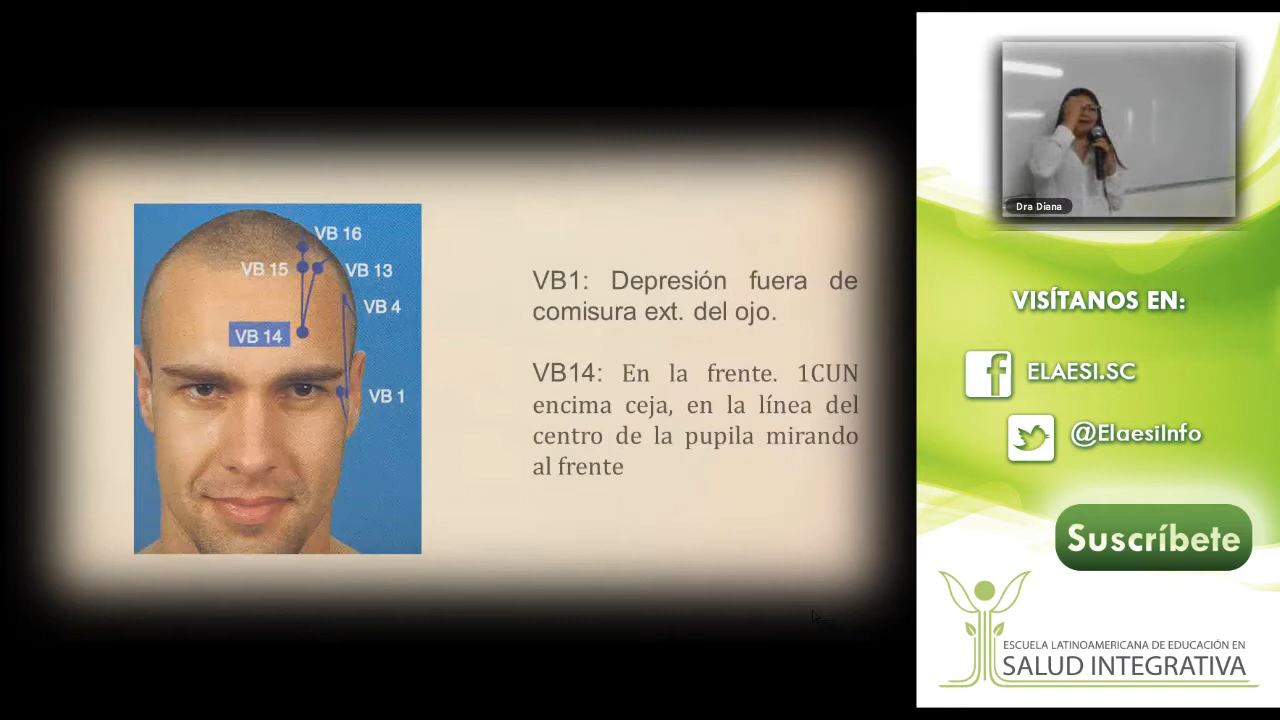 VB 16
VB 15
VB 13
VB 4
VB 14
VB 1
VB1: Depresión fuera de
comisura ext. del ojo.
VB14: En la frente. 1CUN
encima ceja, en la línea del
centro de la pupila mirando
al frente
Dra Diana
VISÍTANOS EN:
ELAESI.SC
@ElaesiInfo
Suscríbete
ESCUELA LATINOAMERICANA DE EDUCACIÓN EN
SALUD INTEGRATIVA